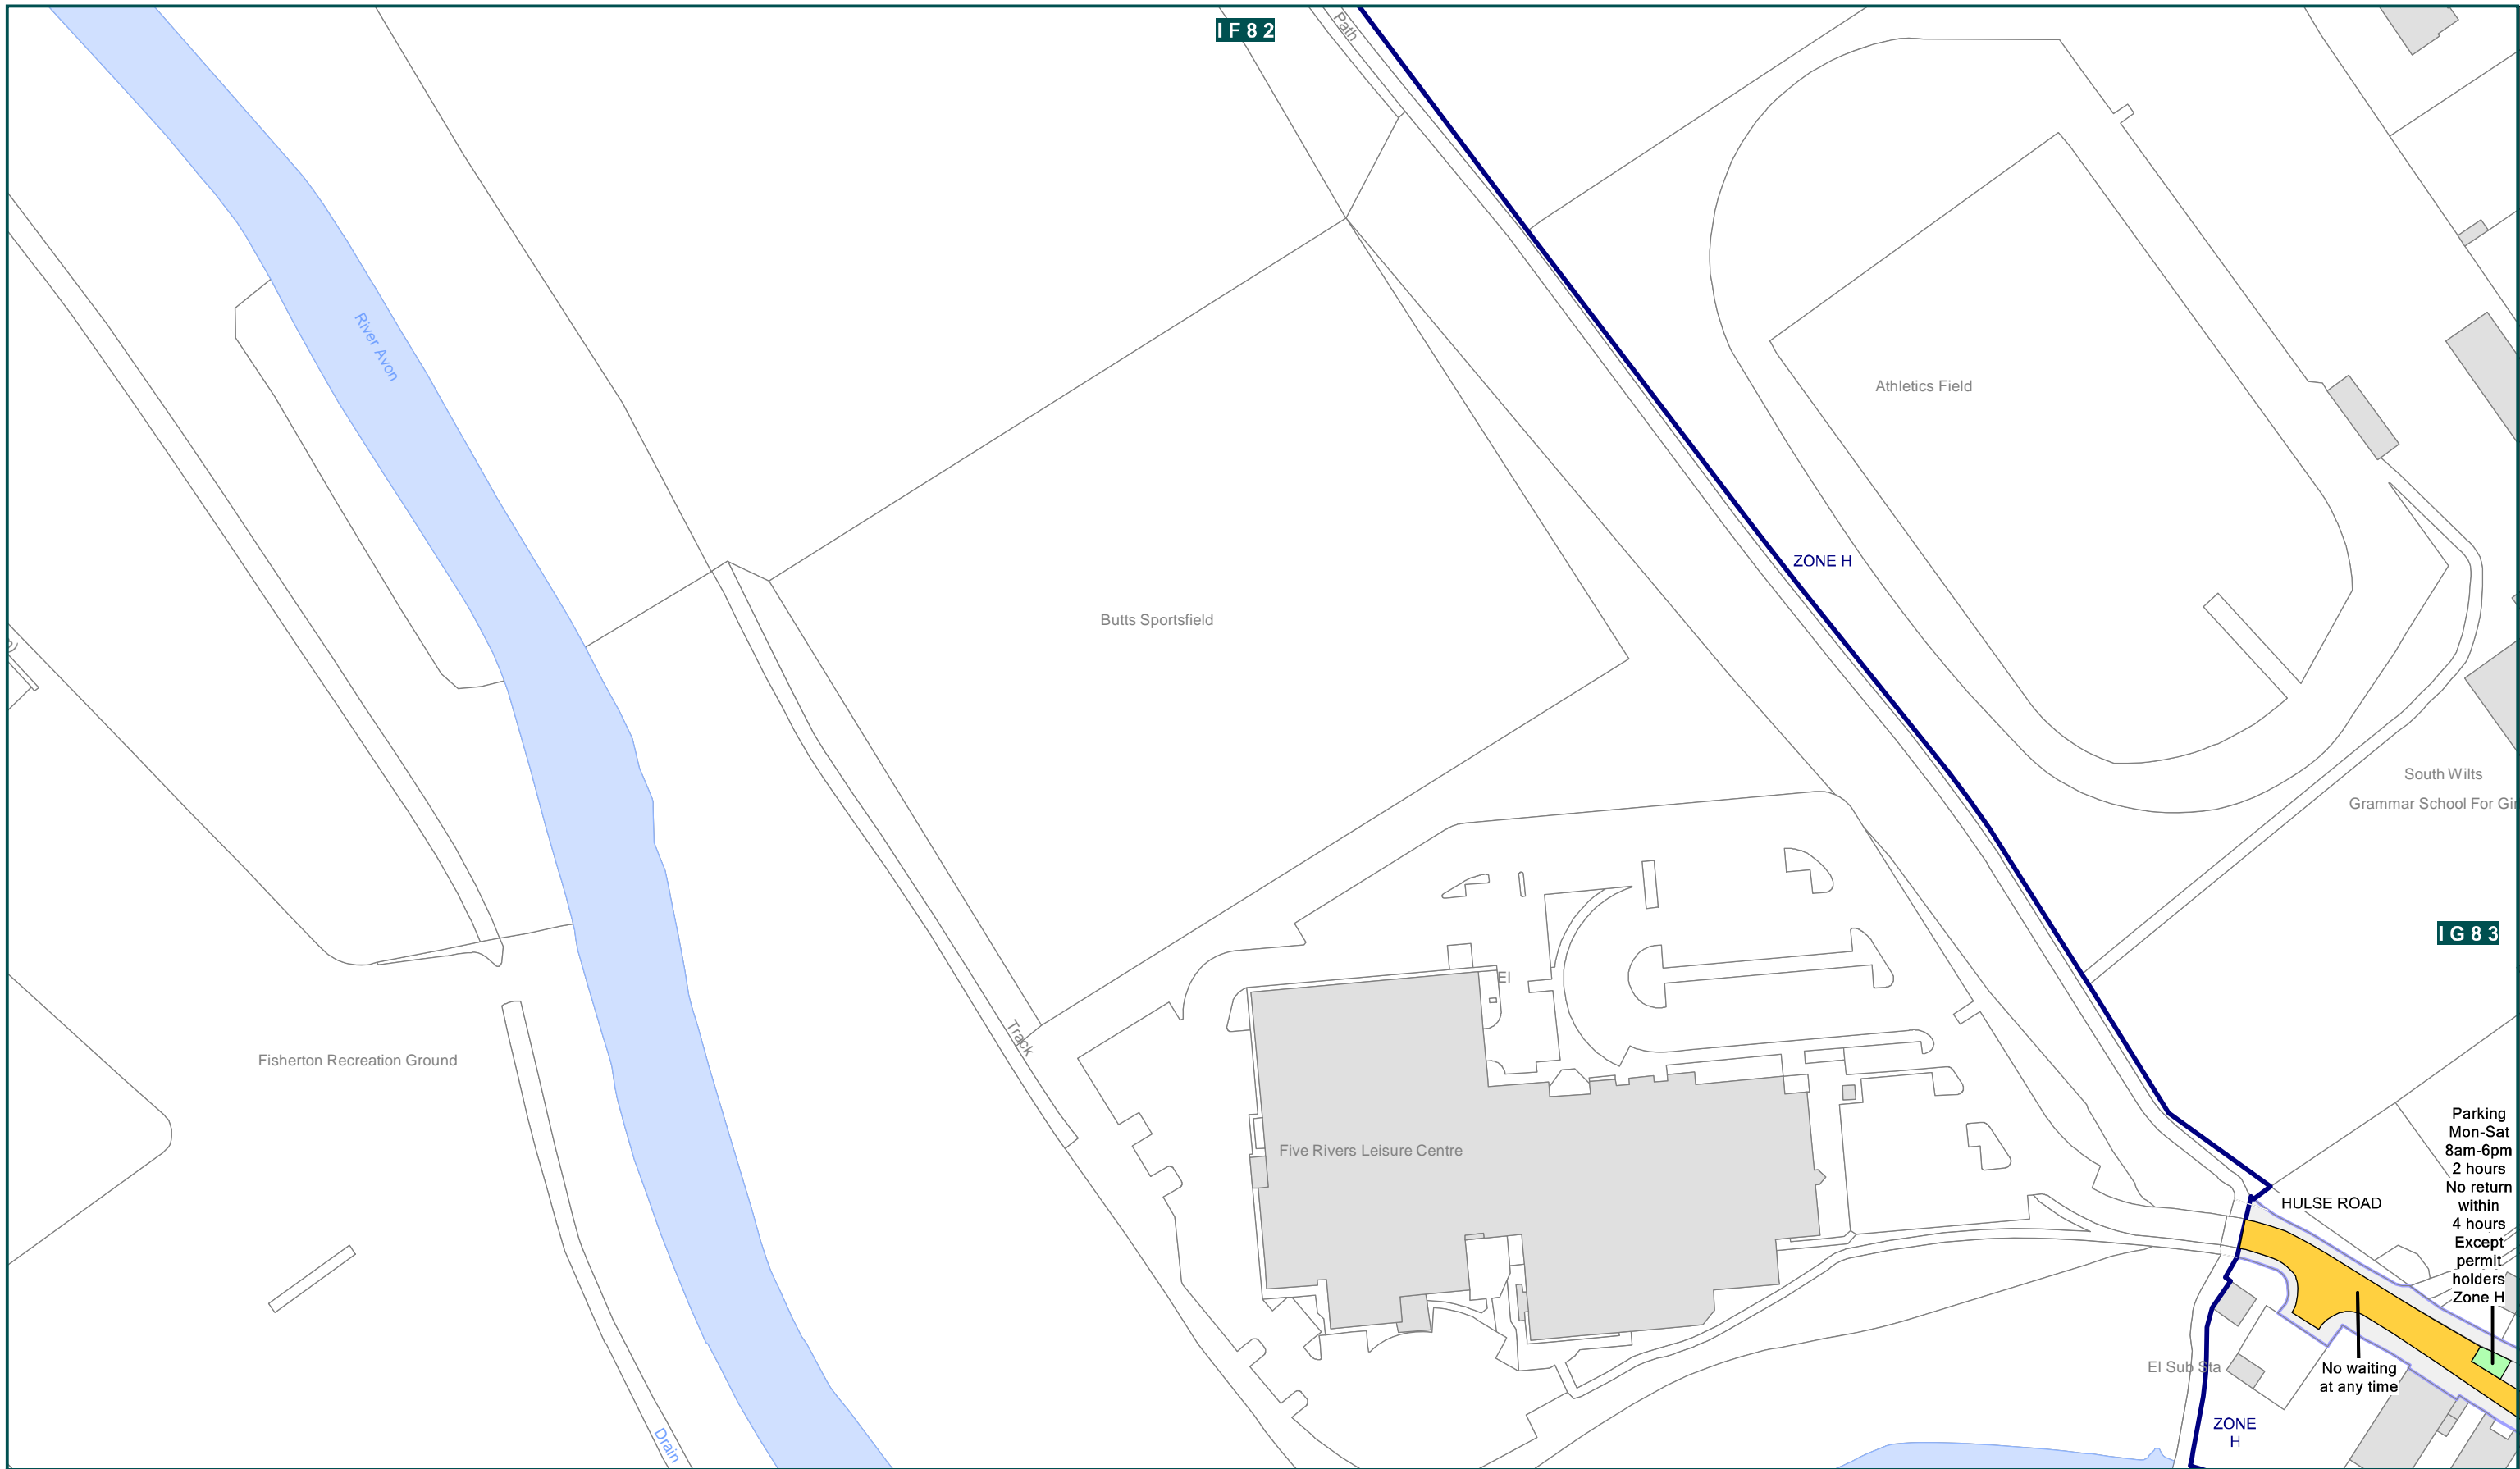 IF82
Path
River Avon
Athletics Field
ZONE H
Butts Sportsfield
South Wilts
Grammar School For Gir
IG83
El
Track
Fisherton Recreation Ground
Five Rivers Leisure Centre
Parking
Mon-Sat
8am-6pm
2 hours
No return
within
4 hours
Except
permit
holders
Zone H
HULSE ROAD
El Sub Sta
No waiting
at any time
ZONE
H
Drain